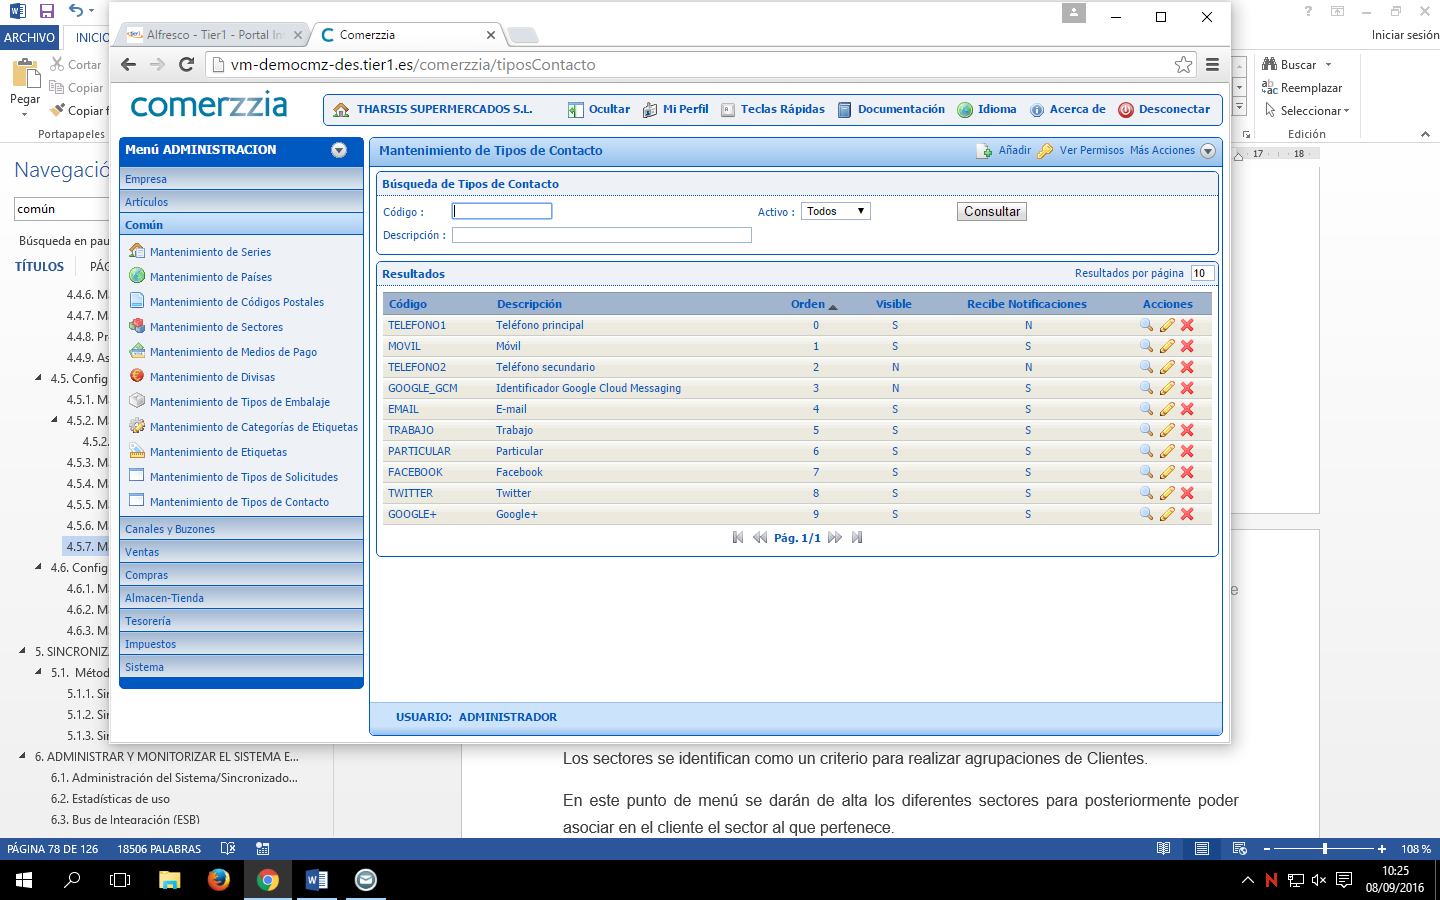 Alfresco - Tier1 - Portal In
Comerzzia
vm-democmz-des.tier1.es/comerzzia/tiposContacto
ARCHIVO
INICIO
Iniciar sesión
Pegar
Cortar
Copiar
Copiar f
Portapapeles
Buscar
Reemplazar
Seleccionar
Edición
17 18
comerzzia
THARSIS SUPERMERCADOS S.L.
Ocultar
Mi Perfil
Teclas Rápidas
Documentación
Idioma
Acerca de
Desconectar
Navegació
común
Búsqueda en pau
TÍTULOS
PÁG
4.4.6. M
4.4.7. M
4.4.8. Pr
4.4.9. As
4.5. Config
4.5.1. M
4.5.2. M
4.5.2.
4.5.3. M
4.5.4. M
4.5.5. M
4.5.6. M
4.5.7. M
4.6. Config
4.6.1. M
4.6.2. M
4.6.3. M
5. SINCRONIZ
5.1. Métod
5.1.1. Sin
5.1.2. Sin
5.1.3. Sin
6. ADMINISTRAR Y MONITORIZAR EL SISTEMA E...
6.1. Administración del Sistema/Sincronizado...
6.2. Estadísticas de uso
6.3. Bus de Integración (ESB)
Menú ADMINISTRACION
Empresa
Artículos
Común
Mantenimiento de Series
Mantenimiento de Países
Mantenimiento de Códigos Postales
Mantenimiento de Sectores
Mantenimiento de Medios de Pago
Mantenimiento de Divisas
Mantenimiento de Tipos de Embalaje
Mantenimiento de Categorías de Etiquetas
Mantenimiento de Etiquetas
Mantenimiento de Tipos de Solicitudes
Mantenimiento de Tipos de Contacto
Canales y Buzones
Ventas
Compras
Almacen-Tienda
Tesorería
Impuestos
Sistema
Mantenimiento de Tipos de Contacto
Añadir
Ver Permisos
Más Acciones
Búsqueda de Tipos de Contacto
Código :
Activo :
Todos
Consultar
Descripción :
Resultados
Resultados por página 10
Código Descripción Orden Visible Recibe Notificaciones Acciones
TELEFONO1 Teléfono principal 0 S N
MOVIL Móvil 1 S S
TELEFONO2 Teléfono secundario 2 N N
GOOGLE_GCM Identificador Google Cloud Messaging 3 N S
EMAIL E-mail 4 S S
TRABAJO Trabajo 5 S S
PARTICULAR Particular 6 S S
FACEBOOK Facebook 7 S S
TWITTER Twitter 8 S S
GOOGLE+ Google+ 9 S S
Pág. 1/1
USUARIO: ADMINISTRADOR
e
Los sectores se identifican como un criterio para realizar agrupaciones de Clientes.
En este punto de menú se darán de alta los diferentes sectores para posteriormente poder
asociar en el cliente el sector al que pertenece.
PÁGINA 78 DE 126
18506 PALABRAS
108 %
10:25
08/09/2016